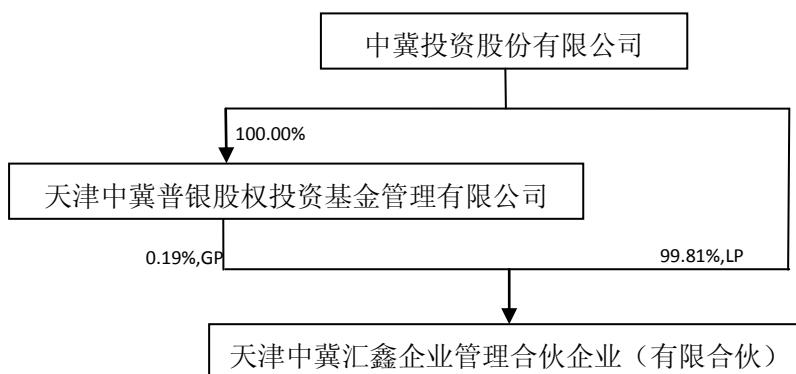 中冀投资股份有限公司
100.00%
天津中冀普银股权投资基金管理有限公司
0.19%,GP
99.81%,LP
天津中冀汇鑫企业管理合伙企业（有限合伙）